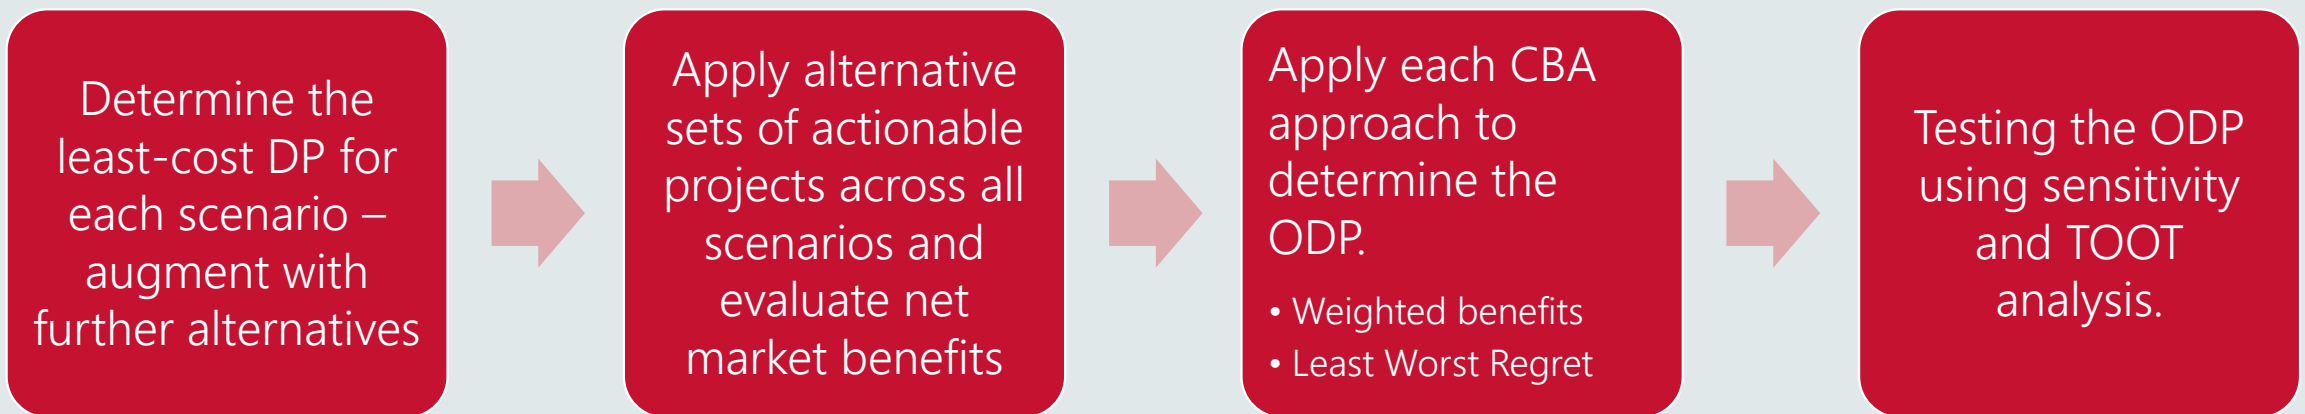 Determine the
least-cost DP for
each scenario –
augment with
further alternatives
Apply alternative
sets of actionable
projects across all
scenarios and
evaluate net
market benefits
Apply each CBA
approach to
determine the
ODP.
• Weighted benefits
• Least Worst Regret
Testing the ODP
using sensitivity
and TOOT
analysis.